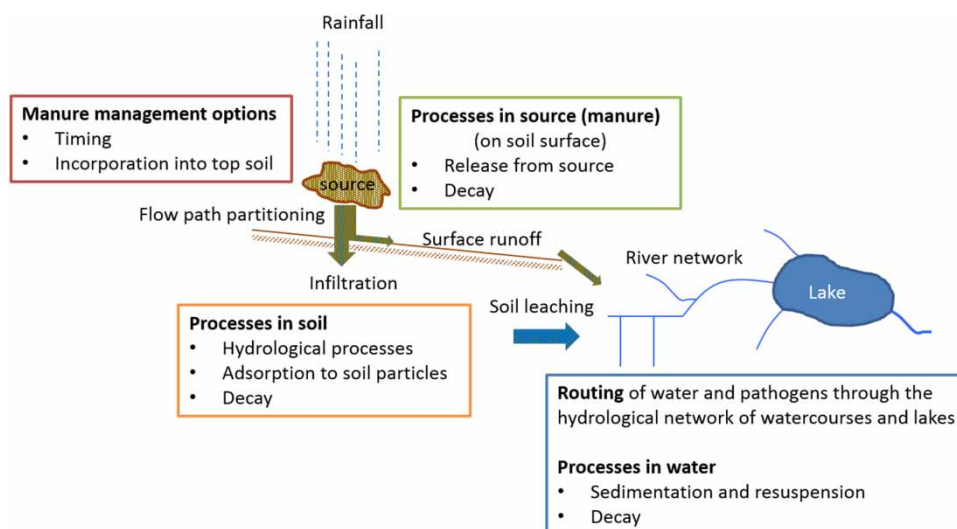 Rainfall
Manure management options
• Timing
• Incorporation into top soil
Processes in source (manure)
(on soil surface)
• Release from source
• Decay
source
Flow path partitioning
Surface runoff
Infiltration
River network
Lake
Soil leaching
Processes in soil
• Hydrological processes
• Adsorption to soil particles
• Decay
Routing of water and pathogens through the
hydrological network of watercourses and lakes
Processes in water
• Sedimentation and resuspension
• Decay